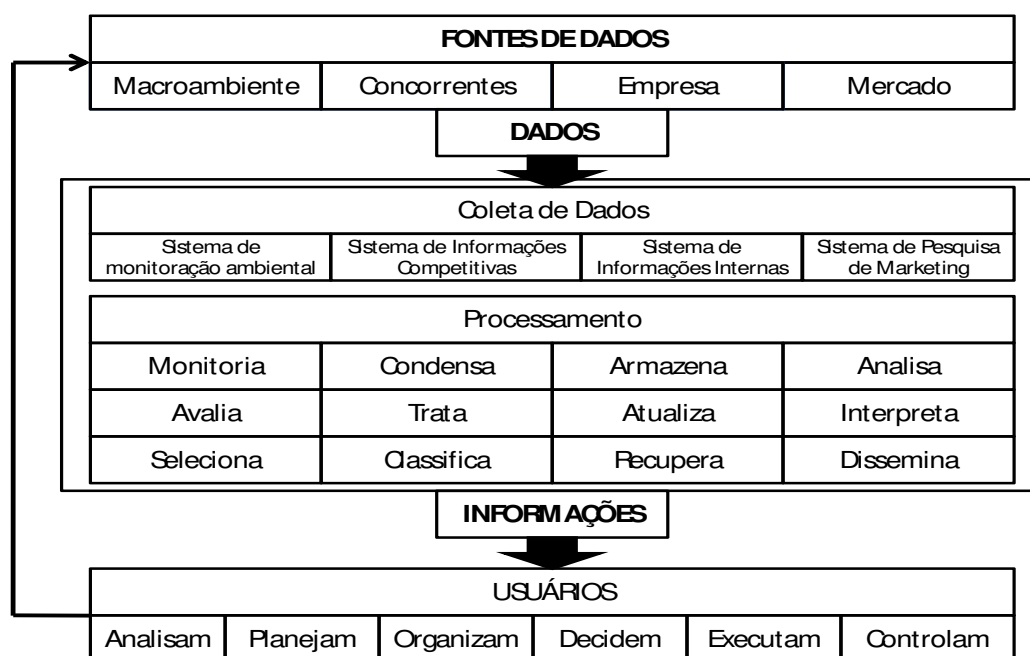 FONTES DE DADOS
Macroambiente Concorrentes Empresa Mercado
DADOS
Coleta de Dados
Sistema de monitoração ambiental
Sistema de Informações Competitivas
Sistema de Informações Internas
Sistema de Pesquisa de Marketing
Processamento
Monitoria Condensa Armazena Analisa
Avalia Trata Atualiza Interpreta
Seleciona Classifica Recupera Dissemina
INFORMAÇÕES
USUÁRIOS
Analisam Planejam Organizam Decidem Executam Controlam